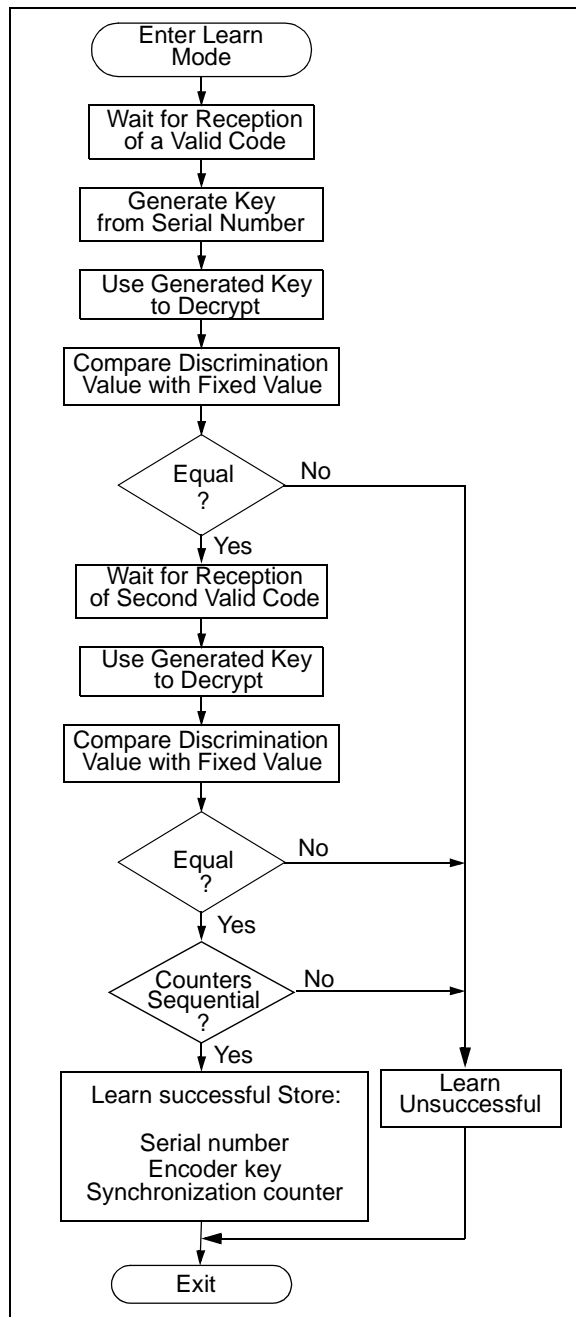 Enter Learn
Mode
Wait for Reception
of a Valid Code
Generate Key
from Serial Number
Use Generated Key
to Decrypt
Compare Discrimination
Value with Fixed Value
Equal
?
No
Yes
Wait for Reception
of Second Valid Code
Use Generated Key
to Decrypt
Compare Discrimination
Value with Fixed Value
Equal
?
No
Yes
Counters
Sequential
?
No
Yes
Learn successful Store:
Serial number
Encoder key
Synchronization counter
Learn
Unsuccessful
Exit